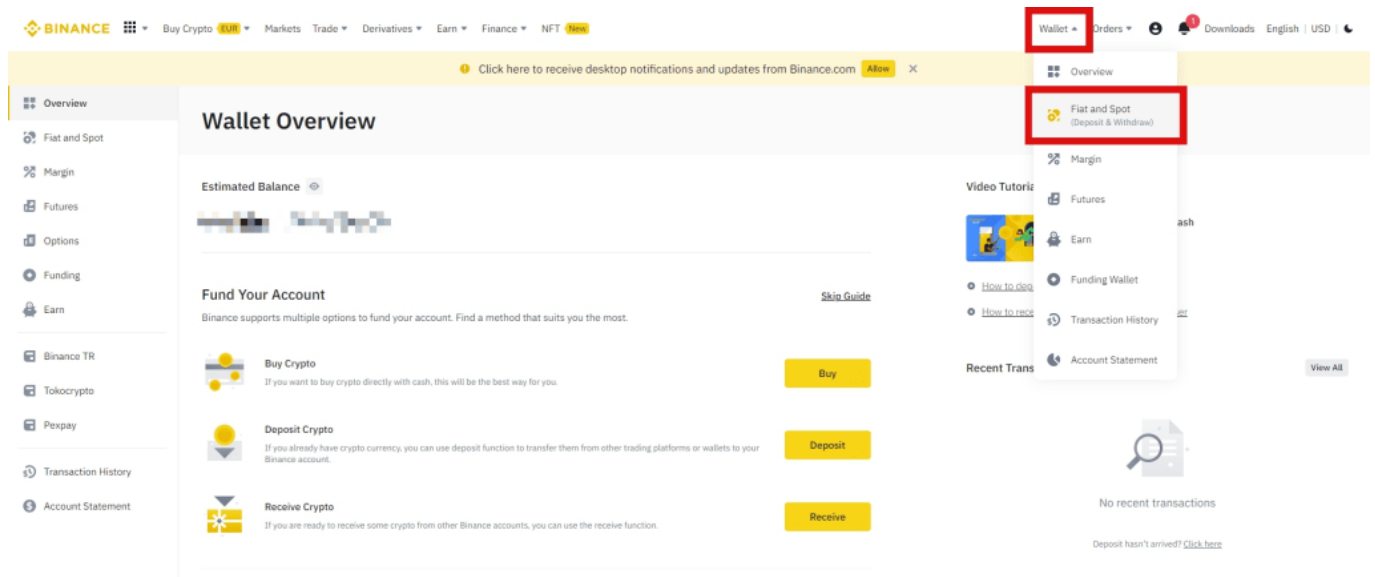 BINANCE Buy Crypto EUR Markets Trade Derivatives Earn Finance NFT New Wallet Orders 1 Downloads English | USD |
Click here to receive desktop notifications and updates from Binance.com Allow
Overview
Fiat and Spot
Margin
Futures
Options
Funding
Earn
Binance TR
Tokocrypto
Pexpay
Transaction History
Account Statement
Wallet Overview
Estimated Balance
Fund Your Account Skip Guide
Binance supports multiple options to fund your account. Find a method that suits you the most.
Buy Crypto
If you want to buy crypto directly with cash, this will be the best way for you.
Buy
Deposit Crypto
If you already have crypto currency, you can use deposit function to transfer them from other trading platforms or wallets to your
Binance account.
Deposit
Receive Crypto
If you are ready to receive some crypto from other Binance accounts, you can use the receive function.
Receive
Overview
Fiat and Spot
(Deposit & Withdraw)
Margin
Futures
Earn
Funding Wallet
Transaction History
Account Statement
Video Tutoria
ash
How to dep
How to rece er
Recent Trans View All
No recent transactions
Deposit hasn't arrived? Click here